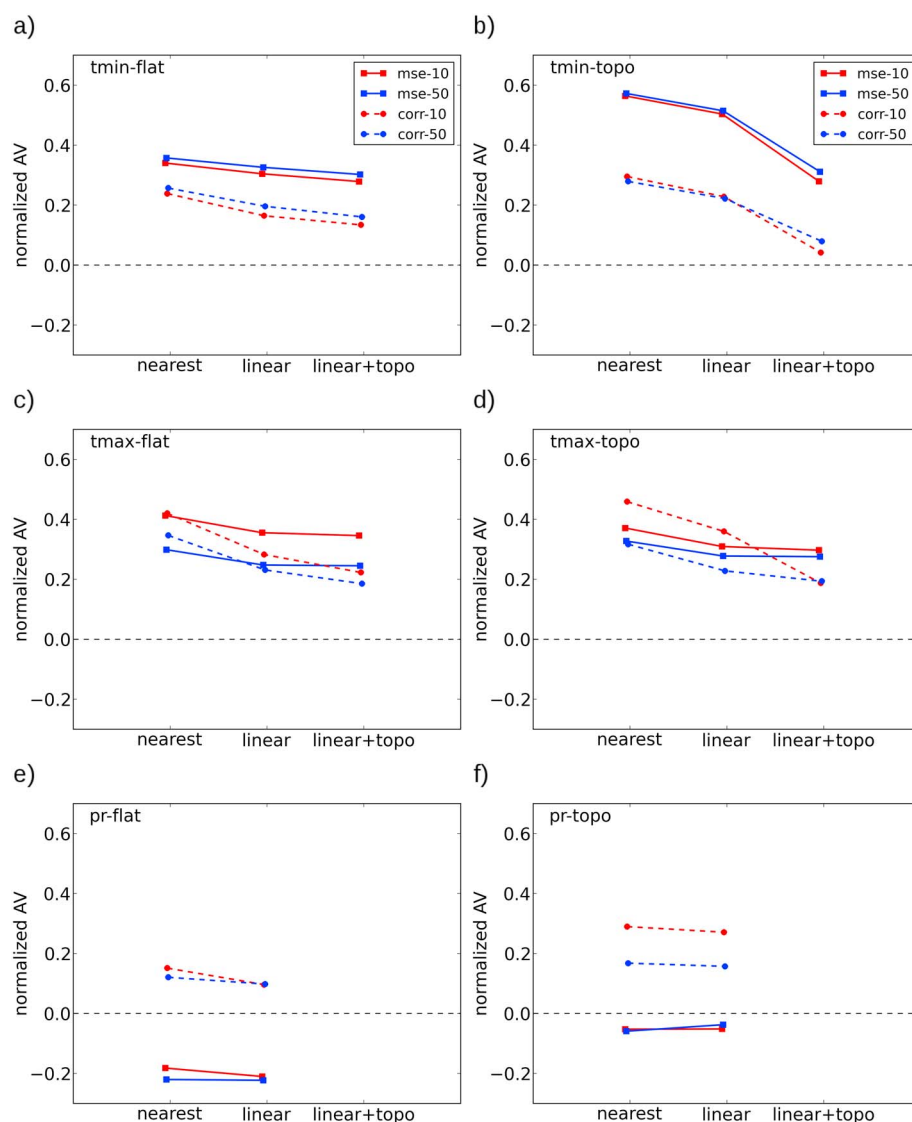 a)
tmin-flat
mse-10
mse-50
corr-10
corr-50
normalized AV
0.6
0.4
0.2
0.0
−0.2
nearest linear linear+topo
b)
tmin-topo
mse-10
mse-50
corr-10
corr-50
normalized AV
0.6
0.4
0.2
0.0
−0.2
nearest linear linear+topo
c)
tmax-flat
normalized AV
0.6
0.4
0.2
0.0
−0.2
nearest linear linear+topo
d)
tmax-topo
normalized AV
0.6
0.4
0.2
0.0
−0.2
nearest linear linear+topo
e)
pr-flat
normalized AV
0.6
0.4
0.2
0.0
−0.2
nearest linear linear+topo
f)
pr-topo
normalized AV
0.6
0.4
0.2
0.0
−0.2
nearest linear linear+topo